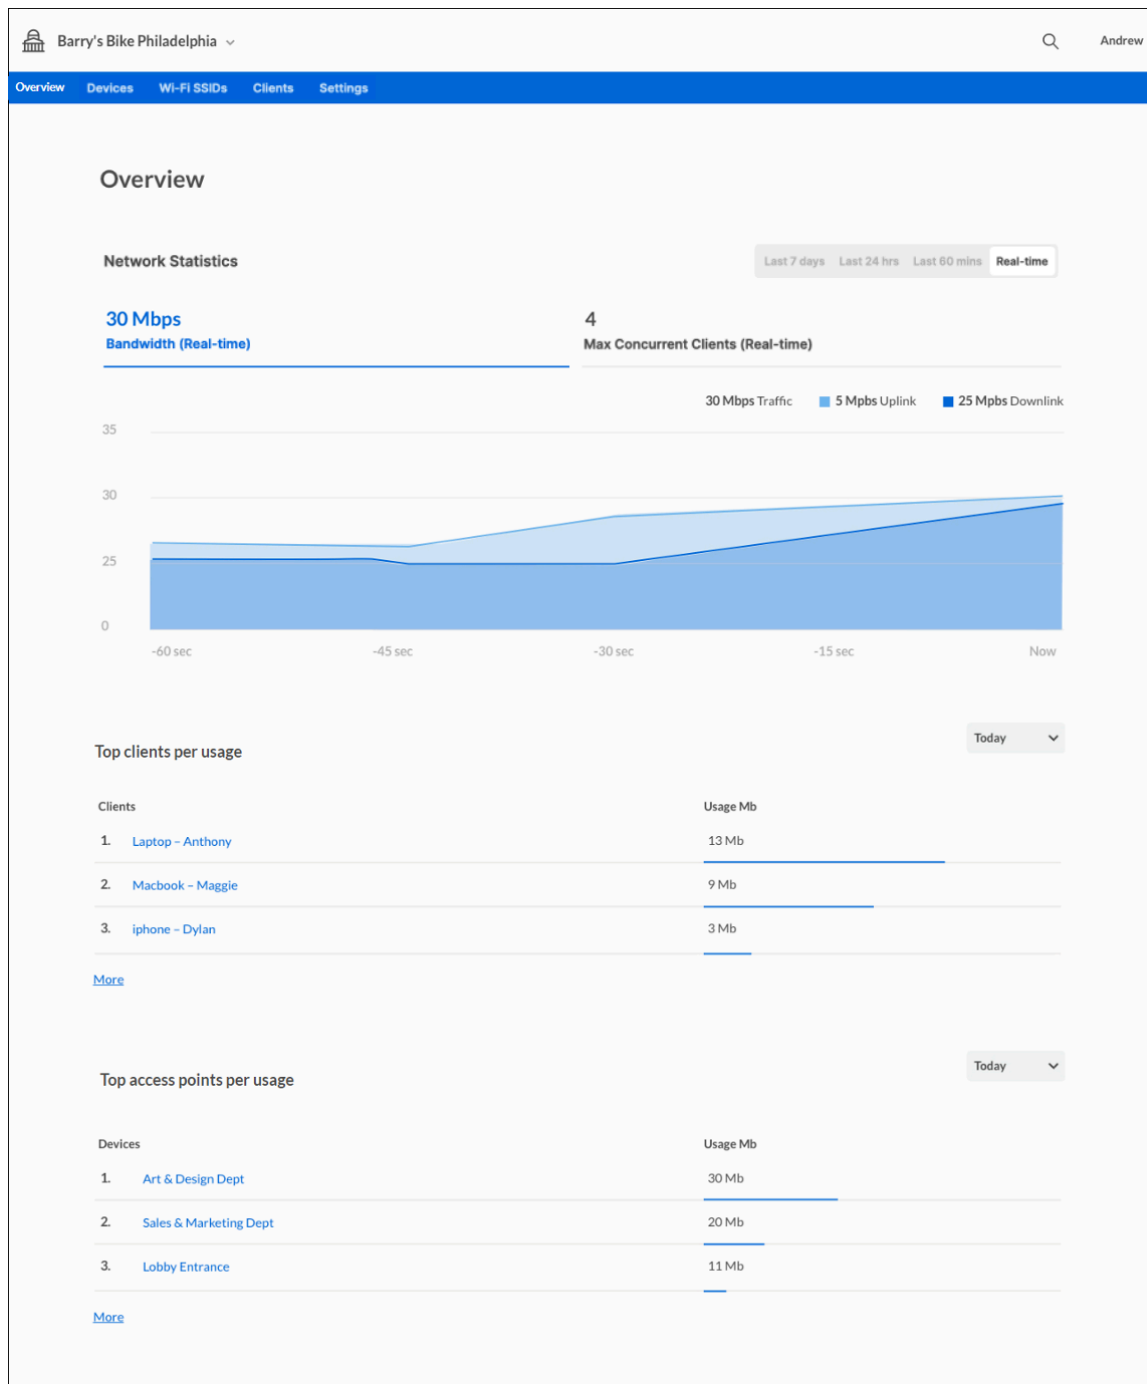 Barry's Bike Philadelphia
Andrew
Overview Devices Wi-Fi SSIDs Clients Settings
Overview
Network Statistics
Last 7 days Last 24 hrs Last 60 mins Real-time
30 Mbps
Bandwidth (Real-time)
4
Max Concurrent Clients (Real-time)
30 Mbps Traffic 5 Mpbs Uplink 25 Mpbs Downlink
35
30
25
0
-60 sec -45 sec -30 sec -15 sec Now
Top clients per usage
Today
Clients Usage Mb
1. Laptop – Anthony 13 Mb
2. Macbook – Maggie 9 Mb
3. iphone – Dylan 3 Mb
More
Top access points per usage
Today
Devices Usage Mb
1. Art & Design Dept 30 Mb
2. Sales & Marketing Dept 20 Mb
3. Lobby Entrance 11 Mb
More